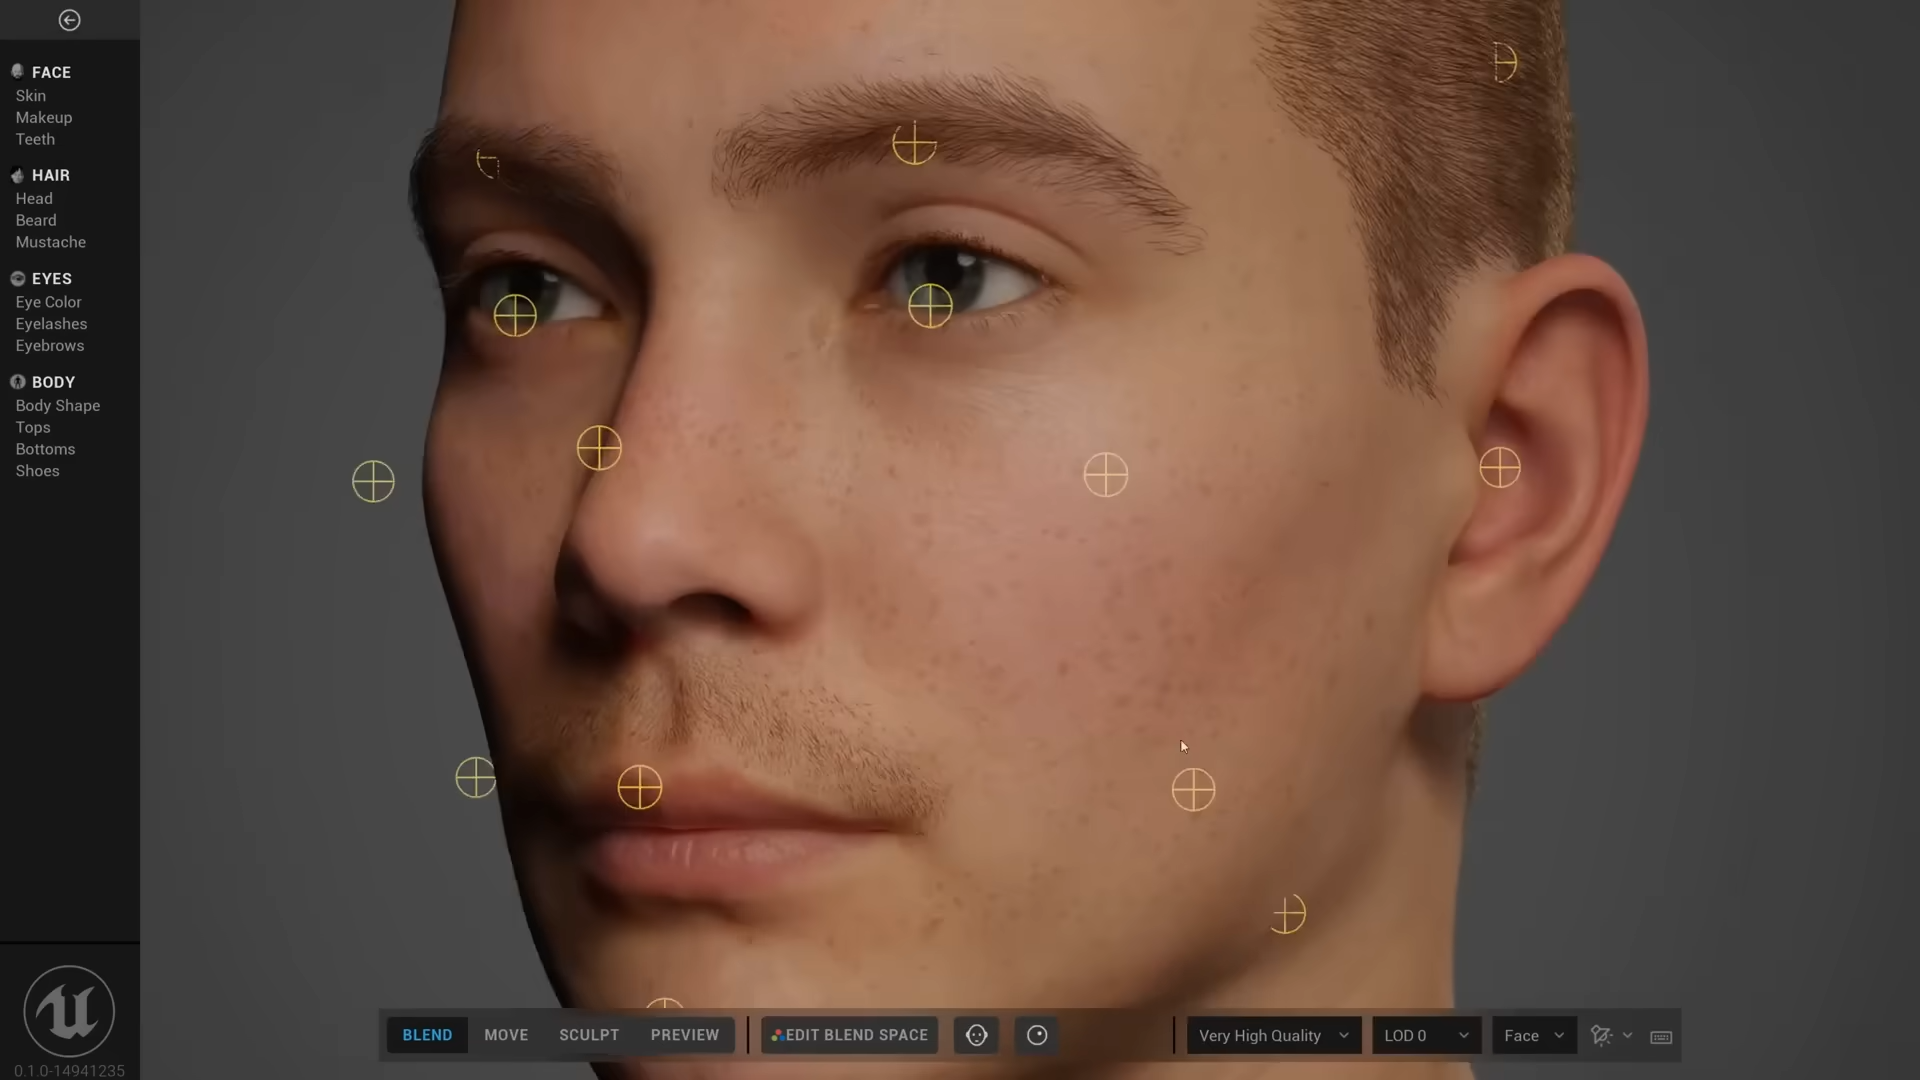 FACE
Skin
Makeup
Teeth
HAIR
Head
Beard
Mustache
EYES
Eye Color
Eyelashes
Eyebrows
BODY
Body Shape
Tops
Bottoms
Shoes
0.1.0-14941235
BLEND MOVE SCULPT PREVIEW EDIT BLEND SPACE Very High Quality LOD 0 Face